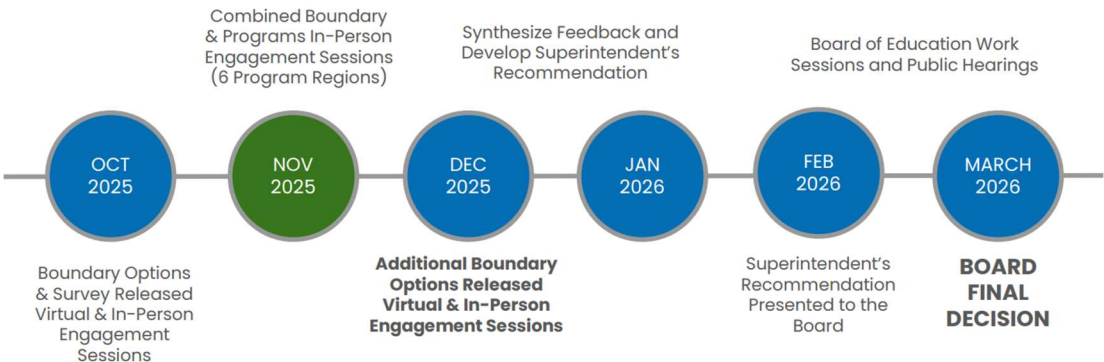 Combined Boundary
& Programs In-Person
Engagement Sessions
(6 Program Regions)
Synthesize Feedback and
Develop Superintendent's
Recommendation
Board of Education Work
Sessions and Public Hearings
OCT
2025
NOV
2025
DEC
2025
JAN
2026
FEB
2026
MARCH
2026
Boundary Options
& Survey Released
Virtual & In-Person
Engagement
Sessions
Additional Boundary
Options Released
Virtual & In-Person
Engagement Sessions
Superintendent's
Recommendation
Presented to the
Board
BOARD
FINAL
DECISION